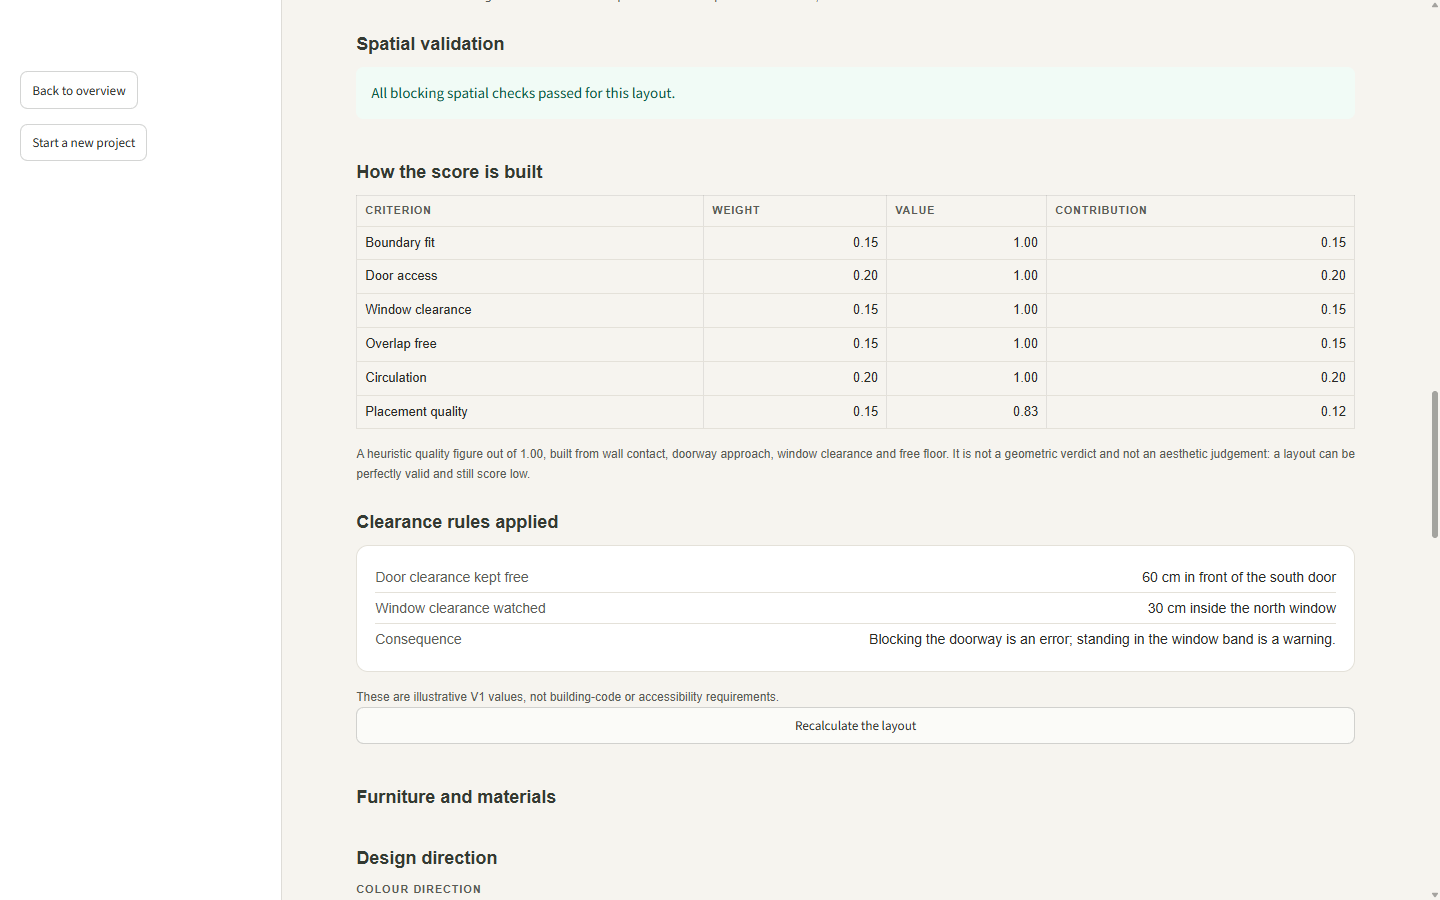 Back to overview
Start a new project
Spatial validation
All blocking spatial checks passed for this layout.
How the score is built
CRITERION WEIGHT VALUE CONTRIBUTION
Boundary fit 0.15 1.00 0.15
Door access 0.20 1.00 0.20
Window clearance 0.15 1.00 0.15
Overlap free 0.15 1.00 0.15
Circulation 0.20 1.00 0.20
Placement quality 0.15 0.83 0.12
A heuristic quality figure out of 1.00, built from wall contact, doorway approach, window clearance and free floor. It is not a geometric verdict and not an aesthetic judgement: a layout can be
perfectly valid and still score low.
Clearance rules applied
Door clearance kept free 60 cm in front of the south door
Window clearance watched 30 cm inside the north window
Consequence Blocking the doorway is an error; standing in the window band is a warning.
These are illustrative V1 values, not building-code or accessibility requirements.
Recalculate the layout
Furniture and materials
Design direction
COLOUR DIRECTION